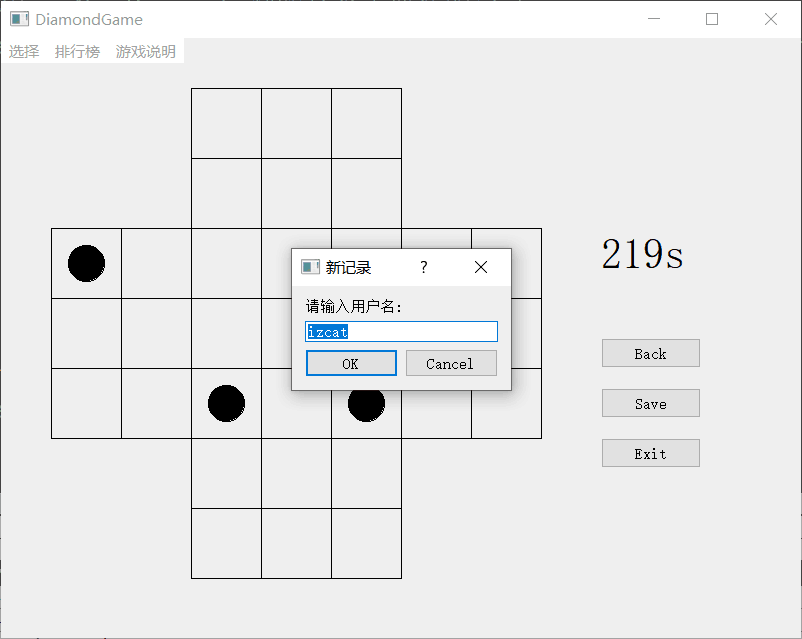 DiamondGame
选择 排行榜 游戏说明
新记录 ?
219s
请输入用户名:
izcat
OK Cancel
Back
Save
Exit